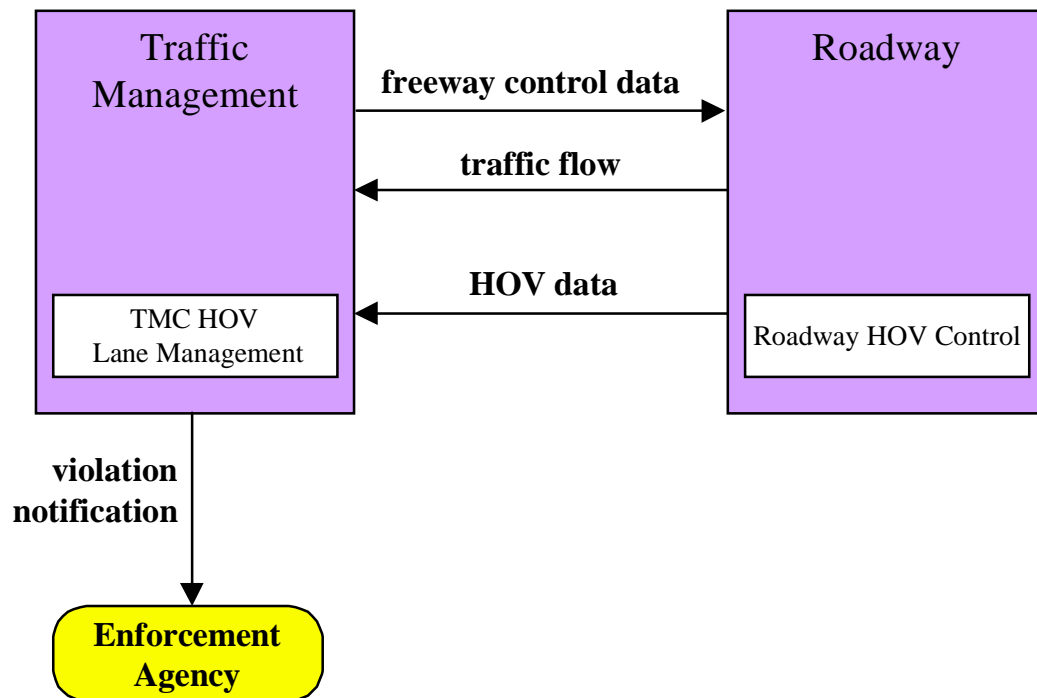 Traffic
Management
Roadway
freeway control data
traffic flow
HOV data
TMC HOV
Lane Management
Roadway HOV Control
violation
notification
Enforcement
Agency